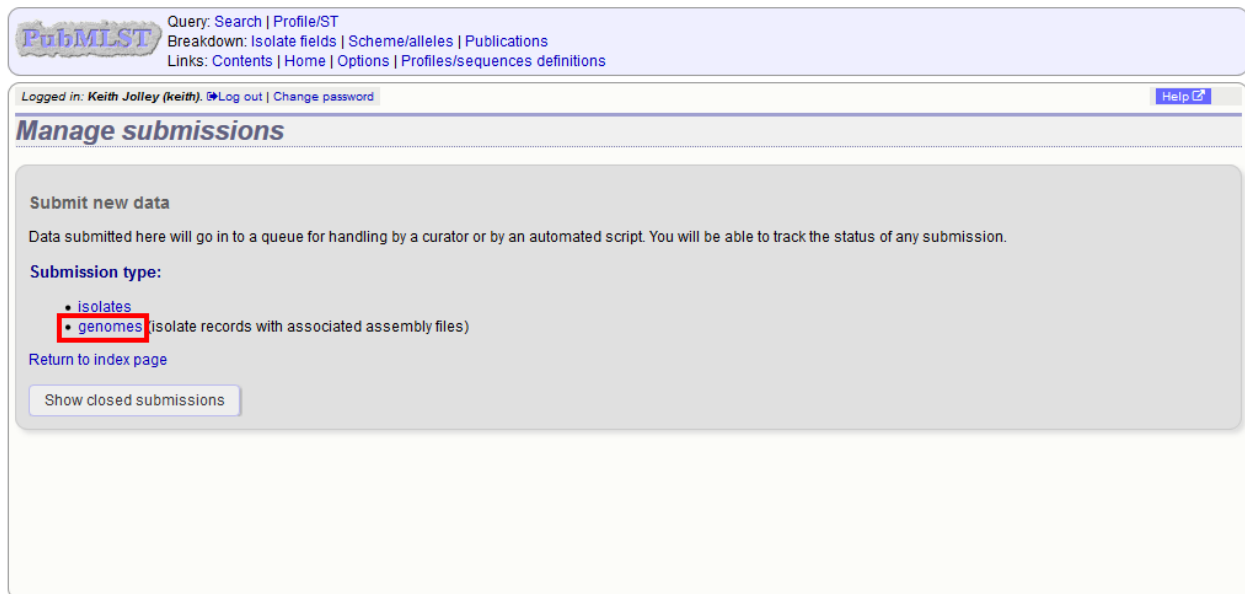 PubMLST
Query: Search | Profile/ST
Breakdown: Isolate fields | Scheme/alleles | Publications
Links: Contents | Home | Options | Profiles/sequences definitions
Logged in: Keith Jolley (keith). Log out | Change password
Help
Manage submissions
Submit new data
Data submitted here will go in to a queue for handling by a curator or by an automated script. You will be able to track the status of any submission.
Submission type:
• isolates
• genomes (isolate records with associated assembly files)
Return to index page
Show closed submissions